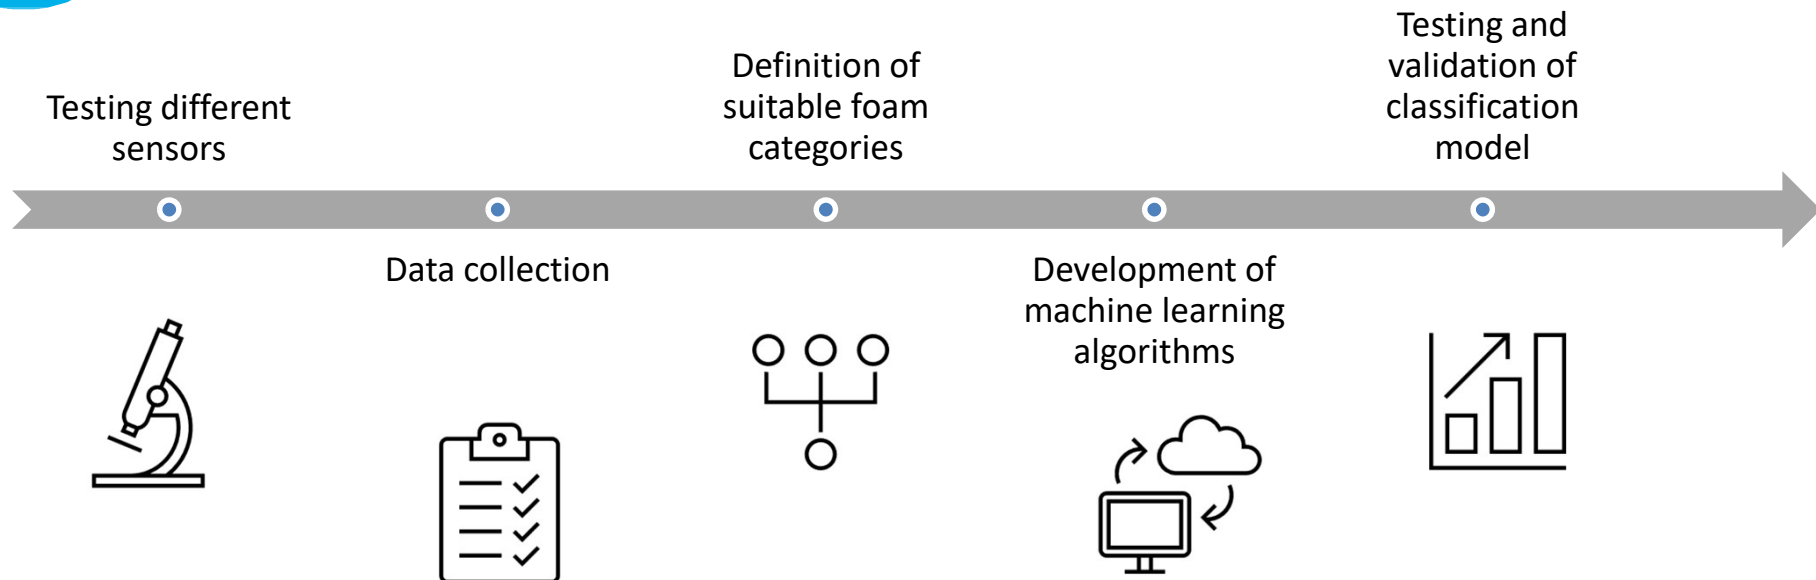 Testing different
sensors
Data collection
Definition of
suitable foam
categories
Development of
machine learning
algorithms
Testing and
validation of
classification
model